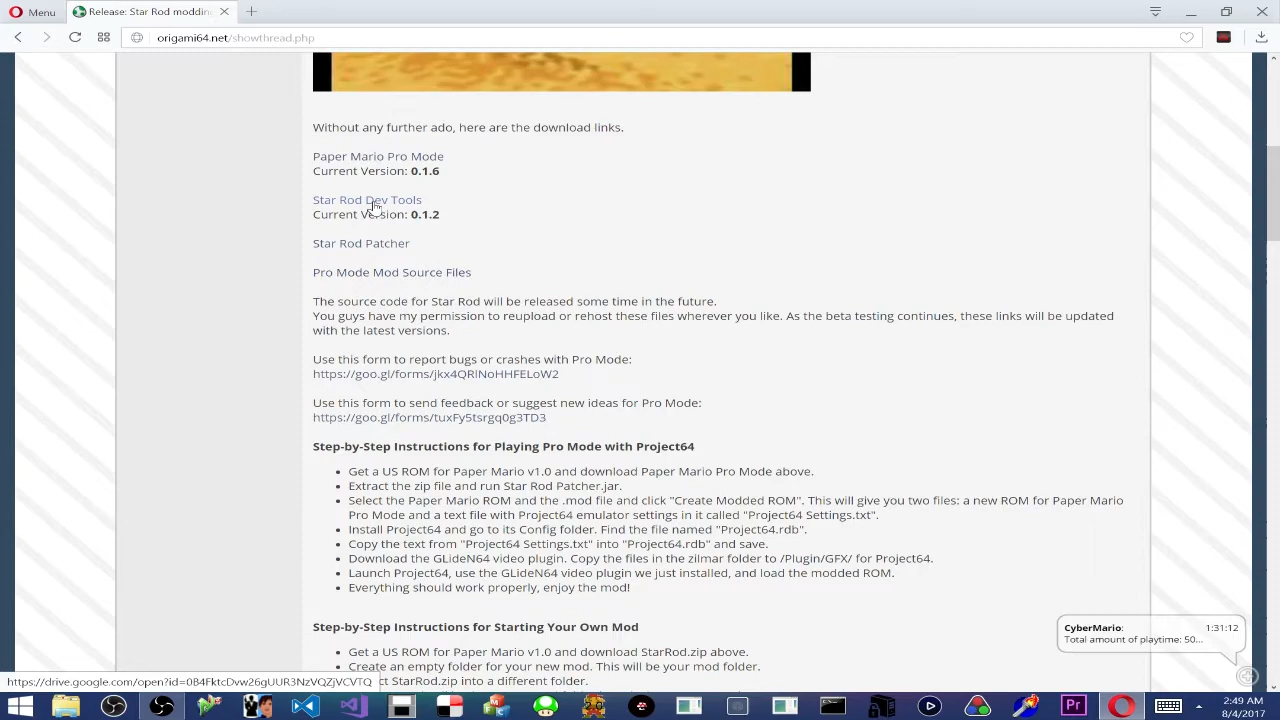 Menu
Release: Star Rod modding
origami64.net/showthread.php
Without any further ado, here are the download links.
Paper Mario Pro Mode
Current Version: 0.1.6
Star Rod Dev Tools
Current Version: 0.1.2
Star Rod Patcher
Pro Mode Mod Source Files
The source code for Star Rod will be released some time in the future.
You guys have my permission to reupload or rehost these files wherever you like. As the beta testing continues, these links will be updated
with the latest versions.
Use this form to report bugs or crashes with Pro Mode:
https://goo.gl/forms/jkx4QRlNoHHFELoW2
Use this form to send feedback or suggest new ideas for Pro Mode:
https://goo.gl/forms/tuxFy5tsrgq0g3TD3
Step-by-Step Instructions for Playing Pro Mode with Project64
• Get a US ROM for Paper Mario v1.0 and download Paper Mario Pro Mode above.
• Extract the zip file and run Star Rod Patcher.jar.
• Select the Paper Mario ROM and the .mod file and click "Create Modded ROM". This will give you two files: a new ROM for Paper Mario
Pro Mode and a text file with Project64 emulator settings in it called "Project64 Settings.txt".
• Install Project64 and go to its Config folder. Find the file named "Project64.rdb".
• Copy the text from "Project64 Settings.txt" into "Project64.rdb" and save.
• Download the GLideN64 video plugin. Copy the files in the zilmar folder to /Plugin/GFX/ for Project64.
• Launch Project64, use the GLideN64 video plugin we just installed, and load the modded ROM.
• Everything should work properly, enjoy the mod!
Step-by-Step Instructions for Starting Your Own Mod
• Get a US ROM for Paper Mario v1.0 and download StarRod.zip above.
• Create an empty folder for your new mod. This will be your mod folder.
ct StarRod.zip into a different folder.
CyberMario: 1:31:12
Total amount of playtime: 50...
https://drive.google.com/open?id=0B4FktcDvw26gUUR3NzVQZjVCVTQ
2:49 AM
8/4/2017